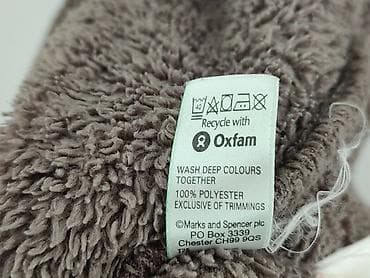 40
Recycle with
Oxfam
WASH DEEP COLOURS
TOGETHER
100% POLYESTER
EXCLUSIVE OF TRIMMINGS
©Marks and Spencer plc
PO Box 3339
Chester CH99 9QS